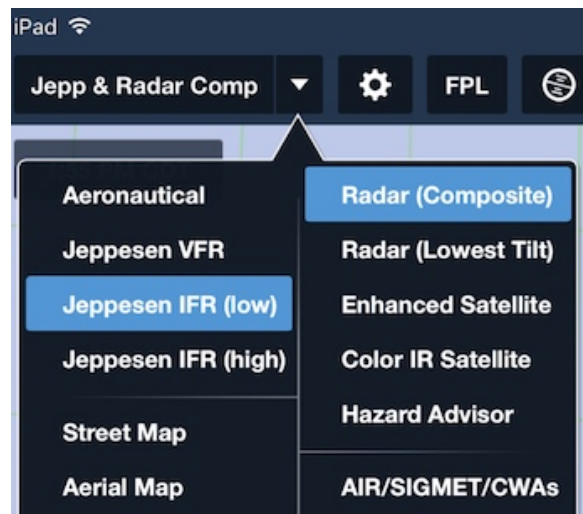 iPad
Jepp & Radar Comp
FPL
Aeronautical
Jeppesen VFR
Jeppesen IFR (low)
Jeppesen IFR (high)
Street Map
Aerial Map
Radar (Composite)
Radar (Lowest Tilt)
Enhanced Satellite
Color IR Satellite
Hazard Advisor
AIR/SIGMET/CWAs